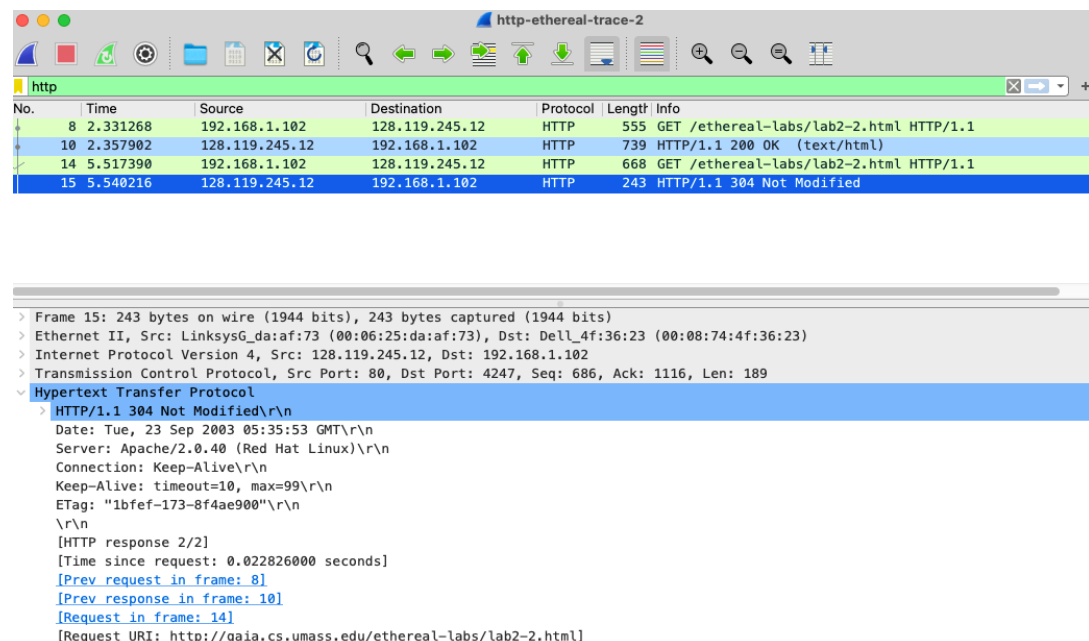 http-ethereal-trace-2
http
No. Time Source Destination Protocol Length Info
8 2.331268 192.168.1.102 128.119.245.12 HTTP 555 GET /ethereal-labs/lab2-2.html HTTP/1.1
10 2.357902 128.119.245.12 192.168.1.102 HTTP 739 HTTP/1.1 200 OK (text/html)
14 5.517390 192.168.1.102 128.119.245.12 HTTP 668 GET /ethereal-labs/lab2-2.html HTTP/1.1
15 5.540216 128.119.245.12 192.168.1.102 HTTP 243 HTTP/1.1 304 Not Modified
Frame 15: 243 bytes on wire (1944 bits), 243 bytes captured (1944 bits)
Ethernet II, Src: LinksysG_da:af:73 (00:06:25:da:af:73), Dst: Dell_4f:36:23 (00:08:74:4f:36:23)
Internet Protocol Version 4, Src: 128.119.245.12, Dst: 192.168.1.102
Transmission Control Protocol, Src Port: 80, Dst Port: 4247, Seq: 686, Ack: 1116, Len: 189
Hypertext Transfer Protocol
HTTP/1.1 304 Not Modified\r\n
Date: Tue, 23 Sep 2003 05:35:53 GMT\r\n
Server: Apache/2.0.40 (Red Hat Linux)\r\n
Connection: Keep-Alive\r\n
Keep-Alive: timeout=10, max=99\r\n
ETag: "1bfef-173-8f4ae900"\r\n
\r\n
[HTTP response 2/2]
[Time since request: 0.022826000 seconds]
[Prev request in frame: 8]
[Prev response in frame: 10]
[Request in frame: 14]
[Request URI: http://gaia.cs.umass.edu/ethereal-labs/lab2-2.html]